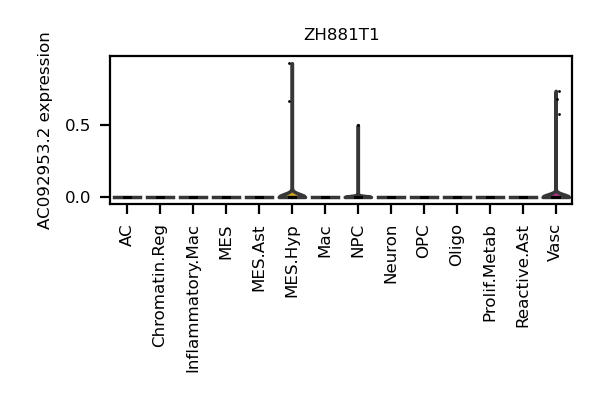 ZH881T1
AC092953.2 expression
0.5
0.0
AC
Chromatin.Reg
Inflammatory.Mac
MES
MES.Ast
MES.Hyp
Mac
NPC
Neuron
OPC
Oligo
Prolif.Metab
Reactive.Ast
Vasc